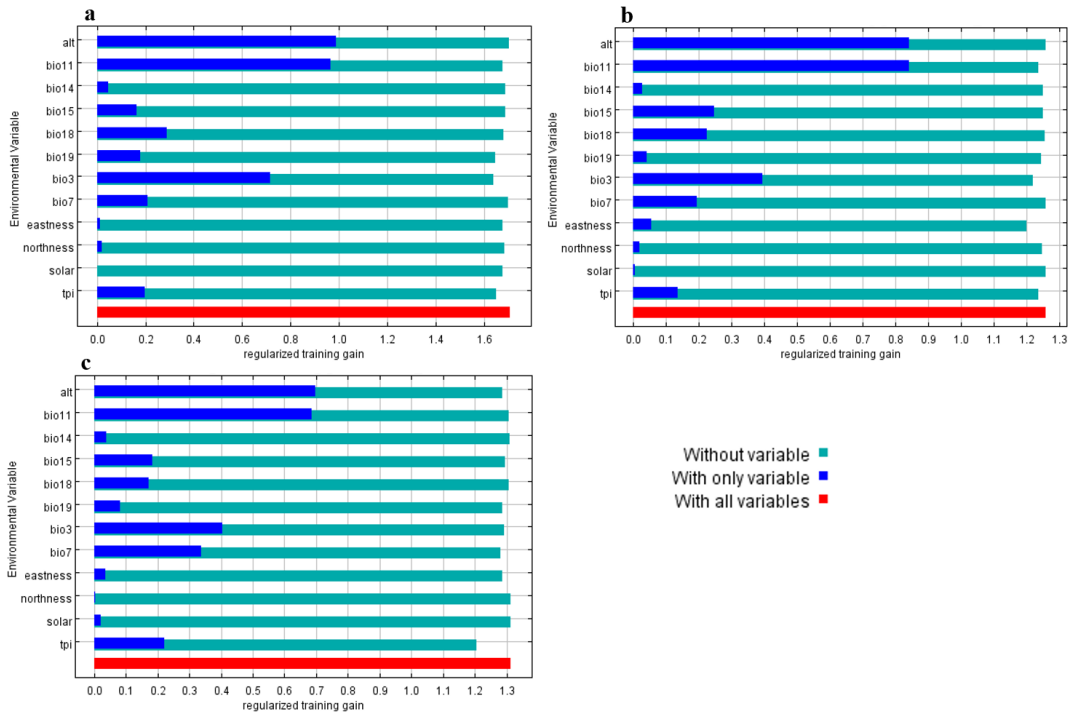 a
Environmental Variable
alt
bio11
bio14
bio15
bio18
bio19
bio3
bio7
eastness
northness
solar
tpi
0.0 0.2 0.4 0.6 0.8 1.0 1.2 1.4 1.6
regularized training gain
b
Environmental Variable
alt
bio11
bio14
bio15
bio18
bio19
bio3
bio7
eastness
northness
solar
tpi
0.0 0.1 0.2 0.3 0.4 0.5 0.6 0.7 0.8 0.9 1.0 1.1 1.2 1.3
regularized training gain
c
Environmental Variable
alt
bio11
bio14
bio15
bio18
bio19
bio3
bio7
eastness
northness
solar
tpi
0.0 0.1 0.2 0.3 0.4 0.5 0.6 0.7 0.8 0.9 1.0 1.1 1.2 1.3
regularized training gain
Without variable
With only variable
With all variables